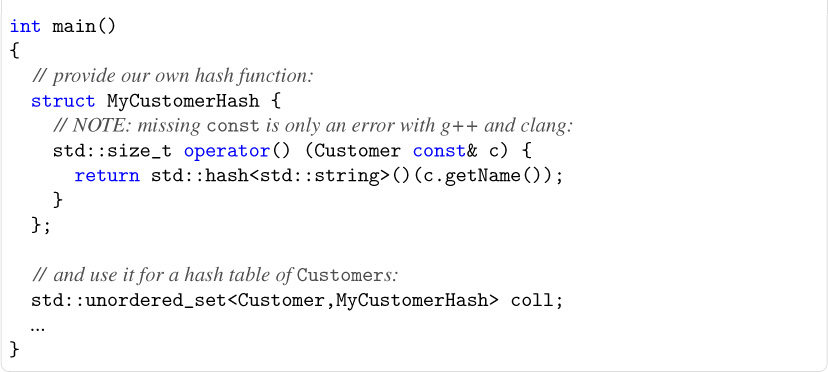 int main()
{
  // provide our own hash function:
  struct MyCustomerHash {
    // NOTE: missing const is only an error with g++ and clang:
    std::size_t operator() (Customer const& c) {
      return std::hash<std::string>()(c.getName());
    }
  };

  // and use it for a hash table of Customers:
  std::unordered_set<Customer,MyCustomerHash> coll;
  ...
}